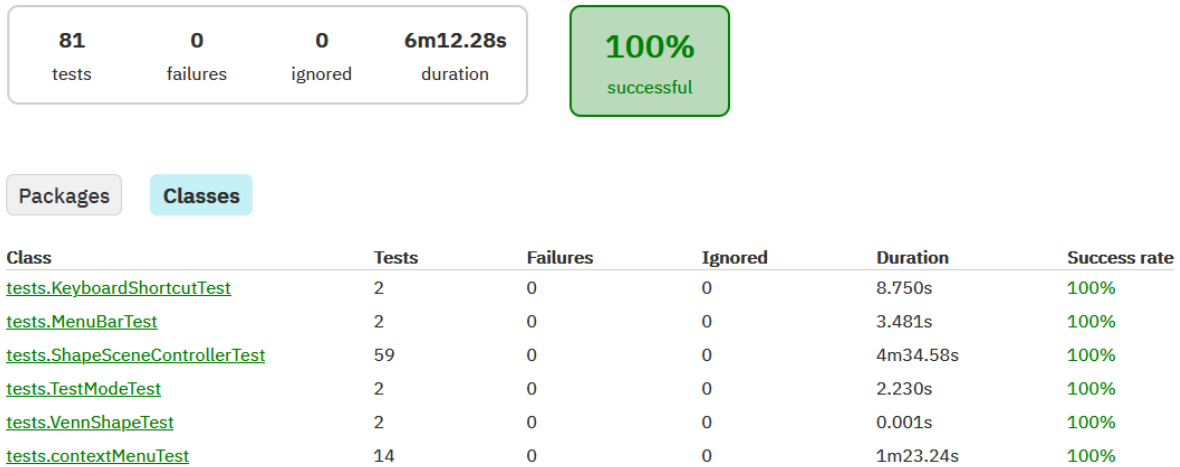 81 0 0 6m12.28s 100%
tests failures ignored duration successful
Packages Classes
Class Tests Failures Ignored Duration Success rate
tests.KeyboardShortcutTest 2 0 0 8.750s 100%
tests.MenuBarTest 2 0 0 3.481s 100%
tests.ShapeSceneControllerTest 59 0 0 4m34.58s 100%
tests.TestModeTest 2 0 0 2.230s 100%
tests.VennShapeTest 2 0 0 0.001s 100%
tests.contextMenuTest 14 0 0 1m23.24s 100%